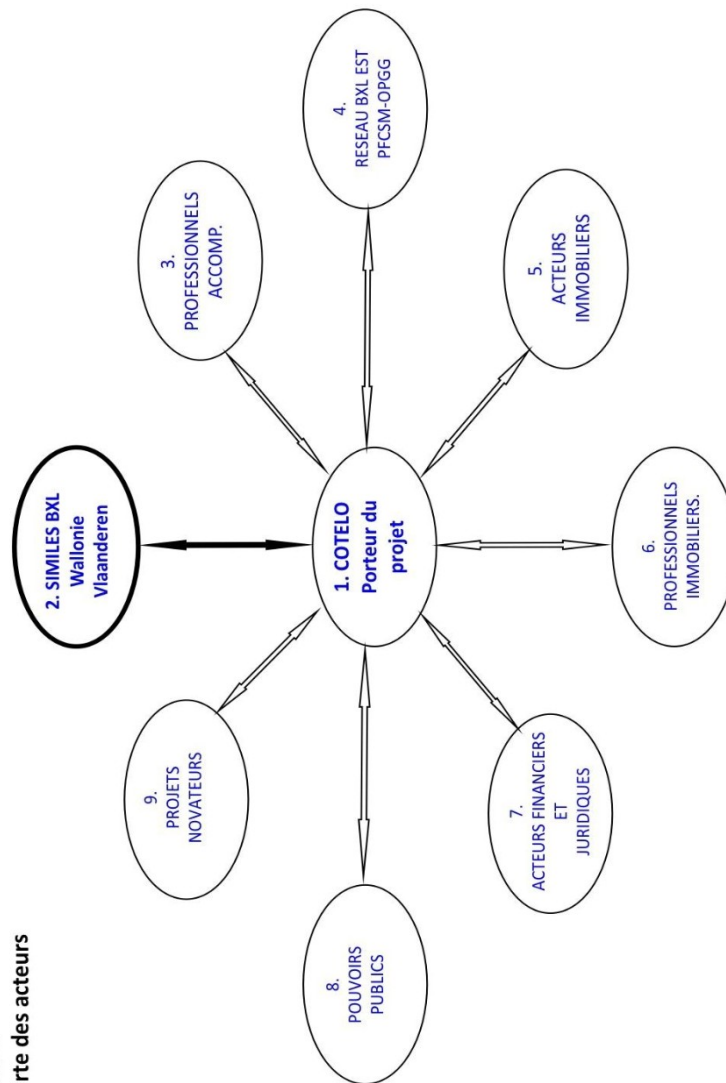 rte des acteurs
1. COTELO
Porteur du
projet
2. SIMILES BXL
Wallonie
Vlaanderen
3.
PROFESSIONNELS
ACCOMP.
4.
RESEAU BXL EST
PFCSM-OPGG
5.
ACTEURS
IMMOBILIERS
6.
PROFESSIONNELS
IMMOBILIERS.
7.
ACTEURS FINANCIERS
ET
JURIDIQUES
8.
POUVOIRS
PUBLICS
9.
PROJETS
NOVATEURS